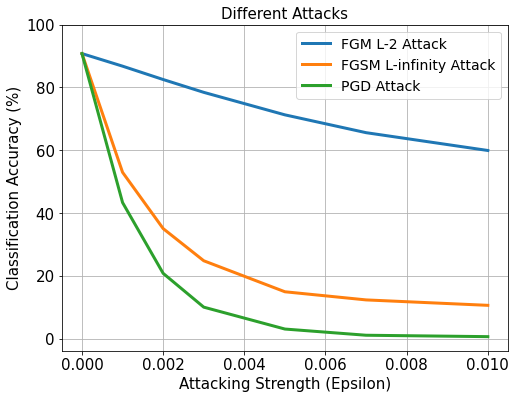 Different Attacks
FGM L-2 Attack
FGSM L-infinity Attack
PGD Attack
Classification Accuracy (%)
100
80
60
40
20
0
0.000 0.002 0.004 0.006 0.008 0.010
Attacking Strength (Epsilon)